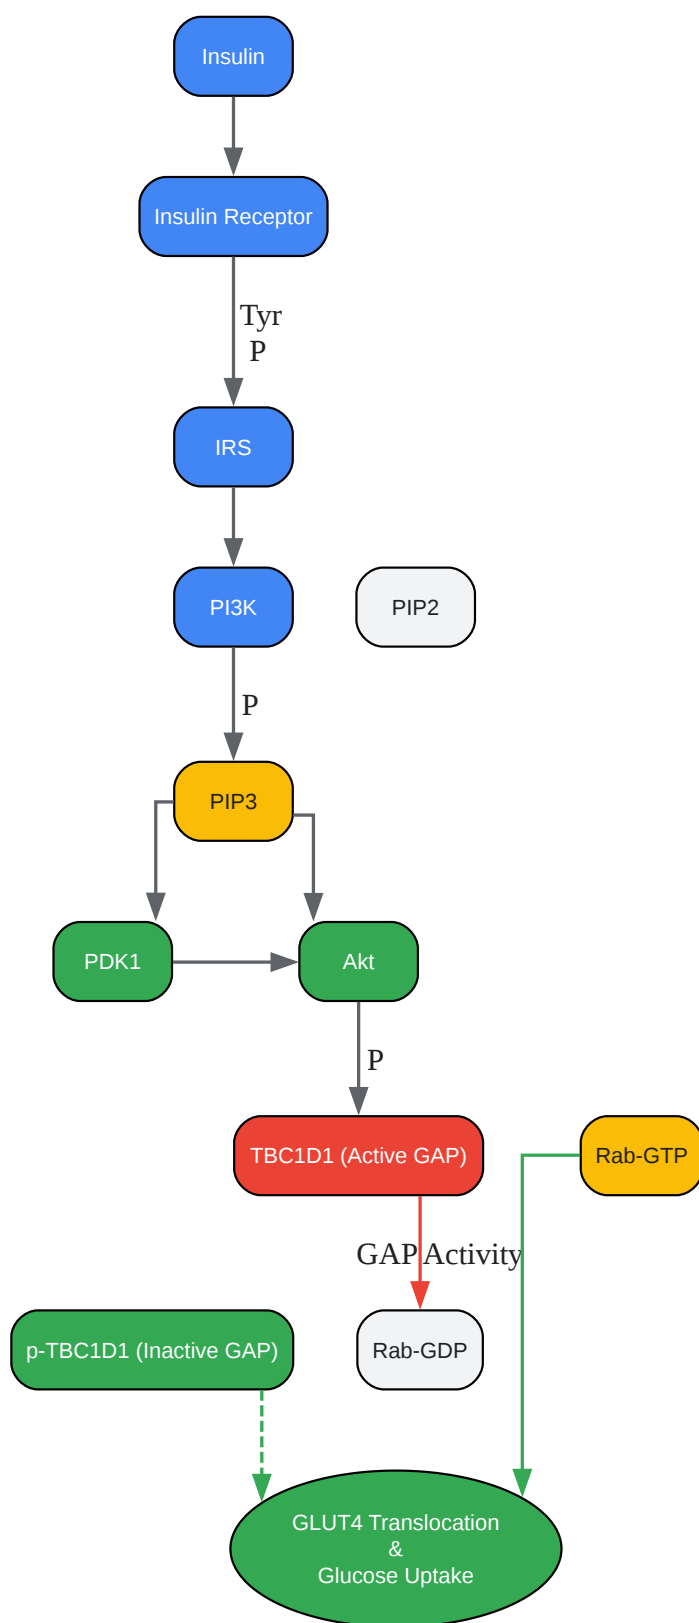 Insulin
Insulin Receptor
Tyr
P
IRS
PI3K
PIP2
P
PIP3
PDK1
Akt
P
TBC1D1 (Active GAP)
Rab-GTP
GAP Activity
p-TBC1D1 (Inactive GAP)
Rab-GDP
GLUT4 Translocation
&
Glucose Uptake